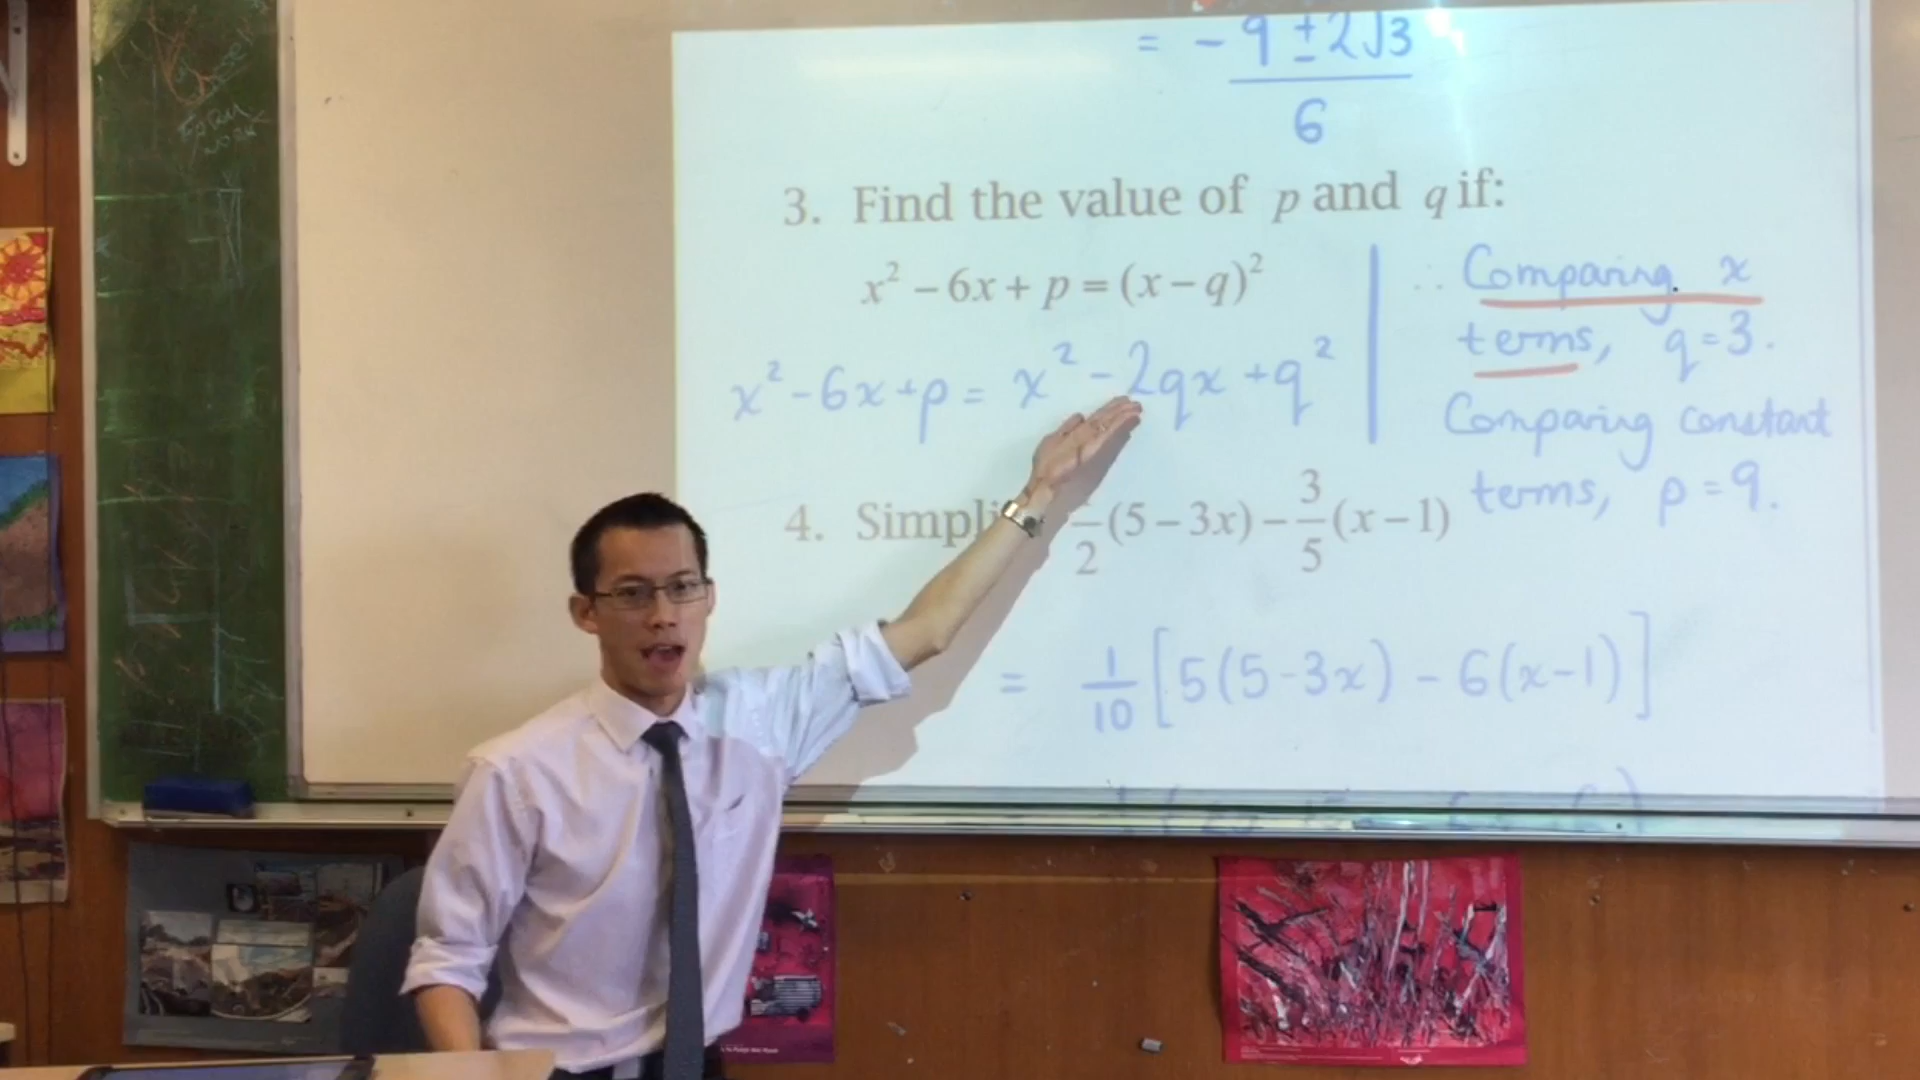 = -9 ± 2√3
6
3. Find the value of p and q if:
x² − 6x + p = (x − q)²
x² - 6x + p = x² - 2qx + q²
∴ Comparing x
terms, q = 3.
Comparing constant
terms, p = 9.
4. (5 − 3x) − 3/5 (x − 1)
2
= 1/10 [5(5-3x) - 6(x-1)]